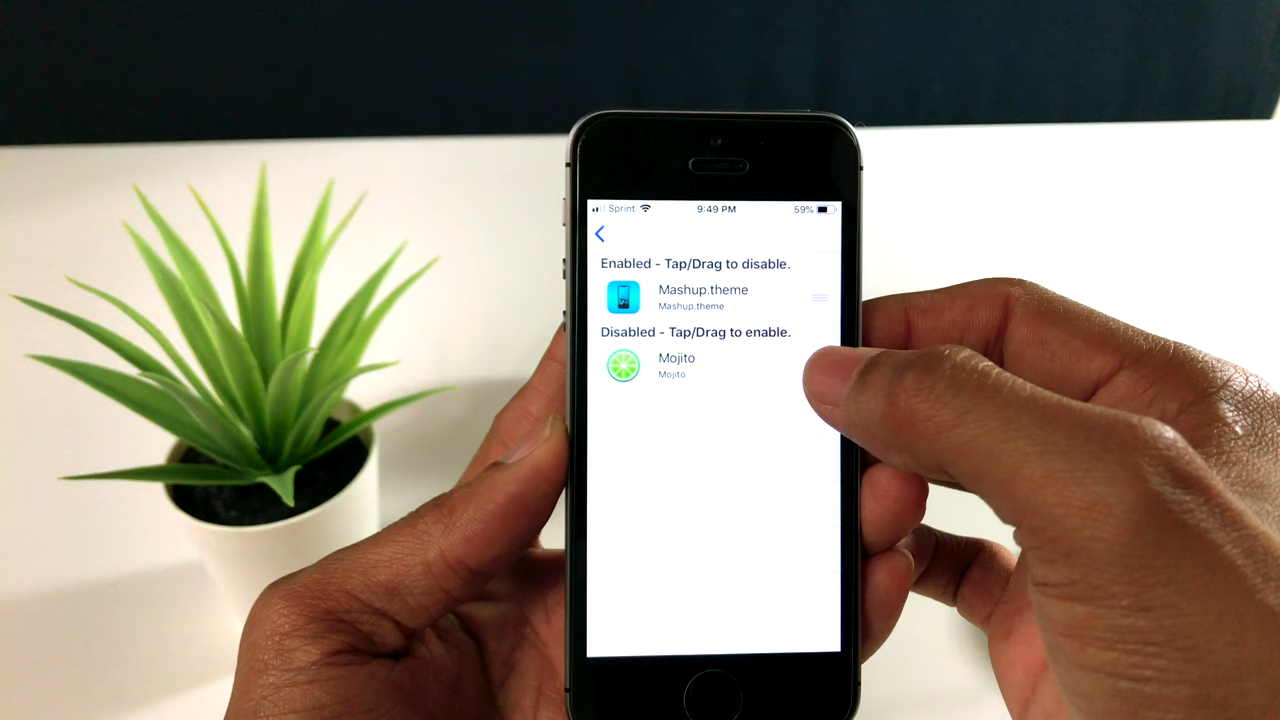 Sprint 9:49 PM 59%
Enabled - Tap/Drag to disable.
Mashup.theme
Mashup.theme
Disabled - Tap/Drag to enable.
Mojito
Mojito